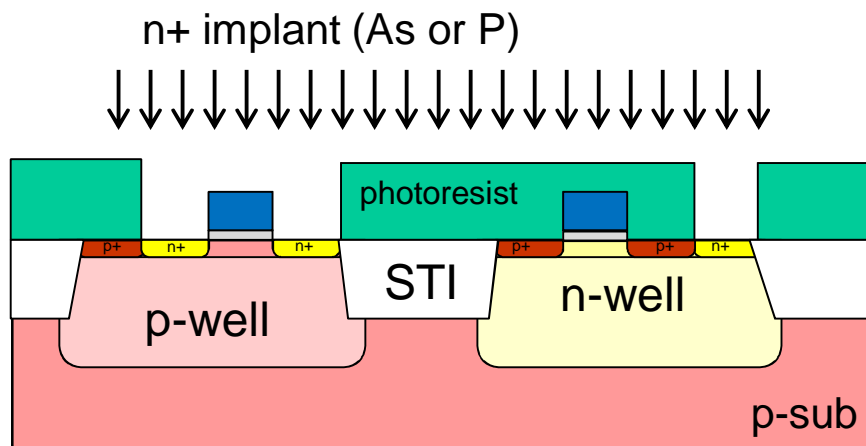 n+ implant (As or P)
photoresist
p+ n+ n+ p+ p+ n+
STI
p-well n-well
p-sub